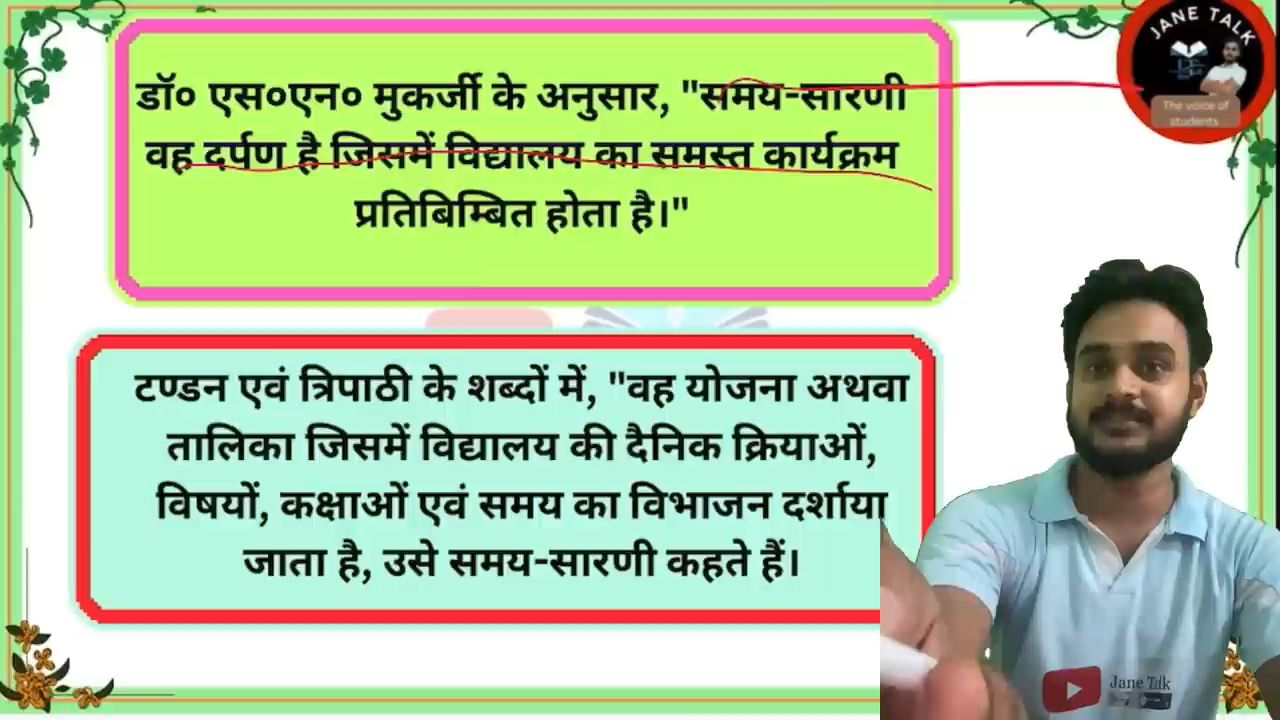 JANE TALK
The voice of
students
डॉ० एस०एन० मुकर्जी के अनुसार, "समय-सारणी
वह दर्पण है जिसमें विद्यालय का समस्त कार्यक्रम
प्रतिबिम्बित होता है।"
टण्डन एवं त्रिपाठी के शब्दों में, "वह योजना अथवा
तालिका जिसमें विद्यालय की दैनिक क्रियाओं,
विषयों, कक्षाओं एवं समय का विभाजन दर्शाया
जाता है, उसे समय-सारणी कहते हैं।
Jane Talk